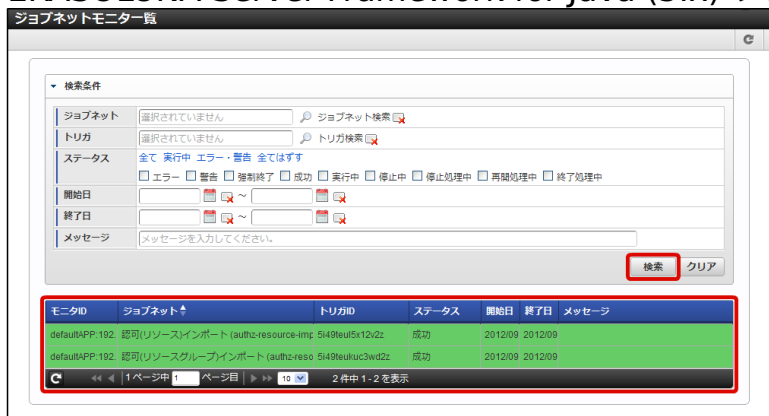 ジョブネットモニター覧
検索条件
ジョブネット 選択されていません ジョブネット検索
トリガ 選択されていません トリガ検索
ステータス 全て 実行中 エラー・警告 全てはずす
エラー 警告 強制終了 成功 実行中 停止中 停止処理中 再開処理中 終了処理中
開始日 ～
終了日 ～
メッセージ メッセージを入力してください。
検索 クリア
モニタID ジョブネット トリガID ステータス 開始日 終了日 メッセージ
defaultAPP:192. 認可(リソース)インポート (authz-resource-imp 5i49teul5x12v2z 成功 2012/09 2012/09
defaultAPP:192. 認可(リソースグループ)インポート (authz-reso 5i49teukuc3wd2z 成功 2012/09 2012/09
1ページ中 1 ページ目 10 2件中 1 - 2 を表示